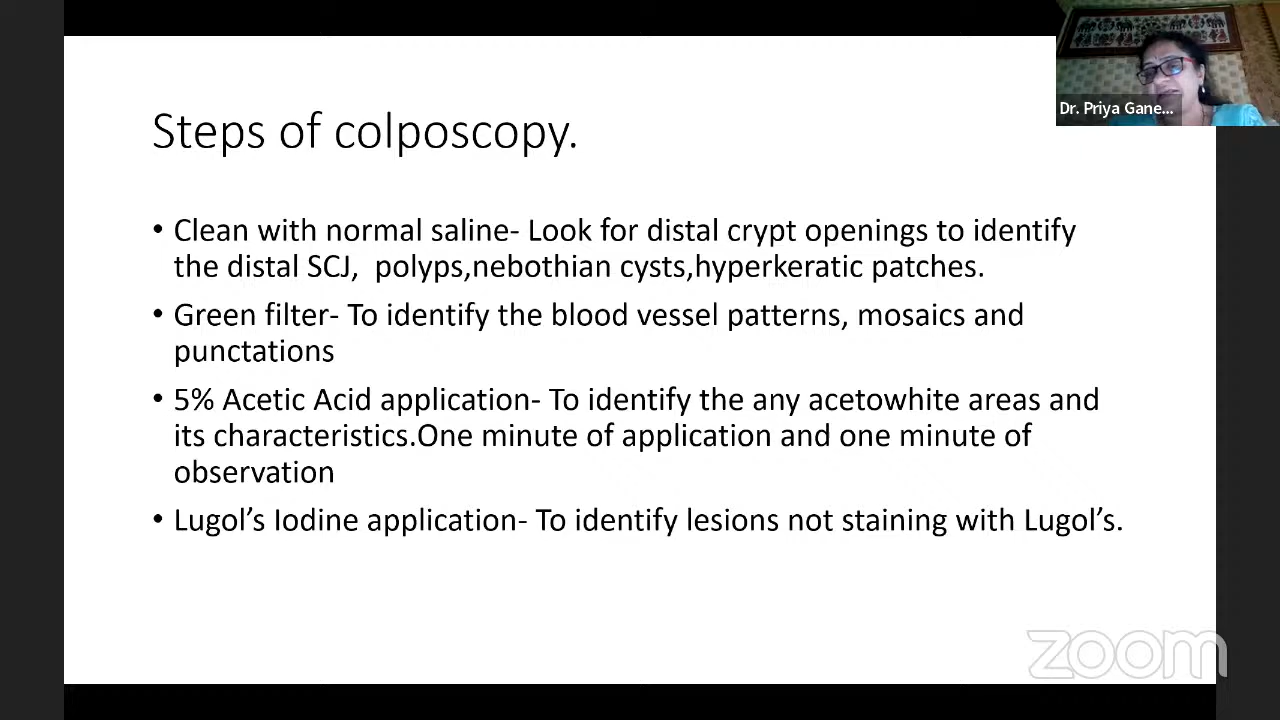 Dr. Priya Gane...
Steps of colposcopy.
• Clean with normal saline- Look for distal crypt openings to identify
the distal SCJ, polyps,nebothian cysts,hyperkeratic patches.
• Green filter- To identify the blood vessel patterns, mosaics and
punctations
• 5% Acetic Acid application- To identify the any acetowhite areas and
its characteristics.One minute of application and one minute of
observation
• Lugol’s Iodine application- To identify lesions not staining with Lugol’s.
zoom